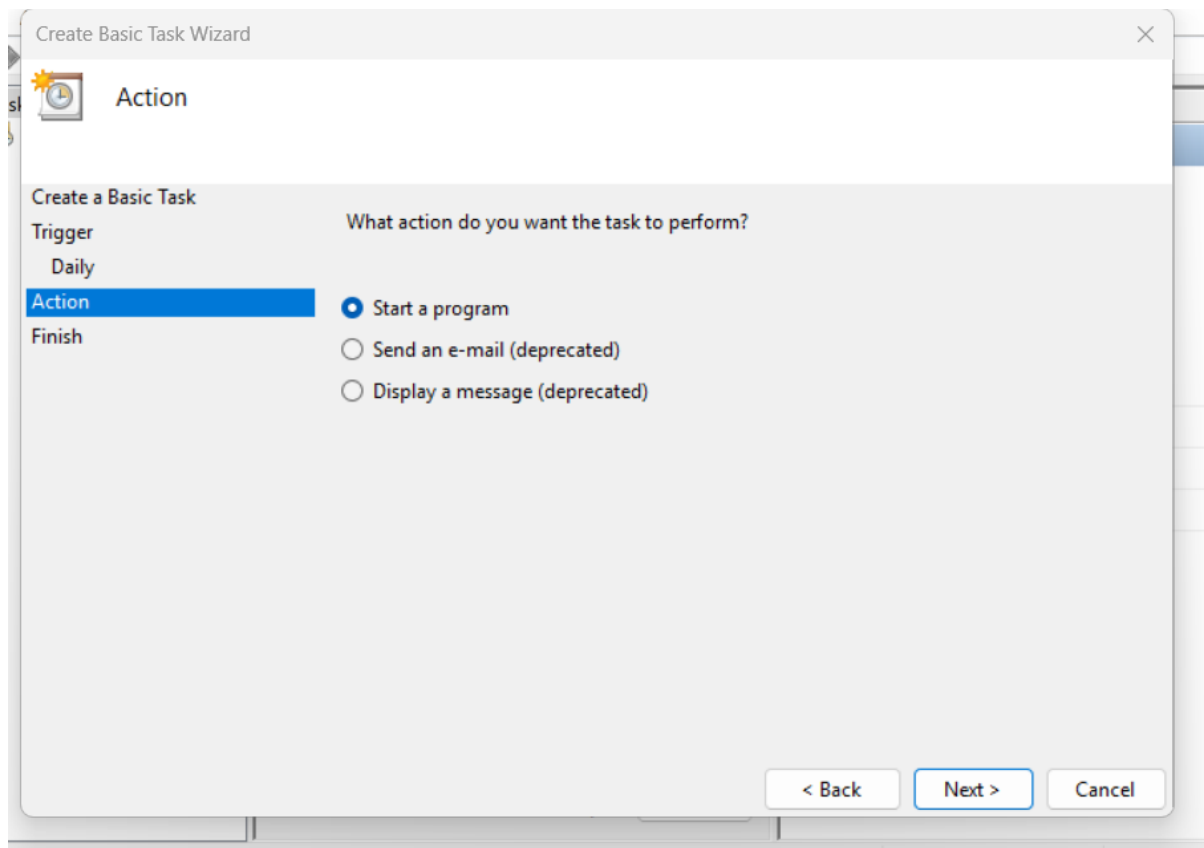 Create Basic Task Wizard
Action
Create a Basic Task
Trigger
Daily
Action
Finish
What action do you want the task to perform?
Start a program
Send an e-mail (deprecated)
Display a message (deprecated)
< Back
Next >
Cancel